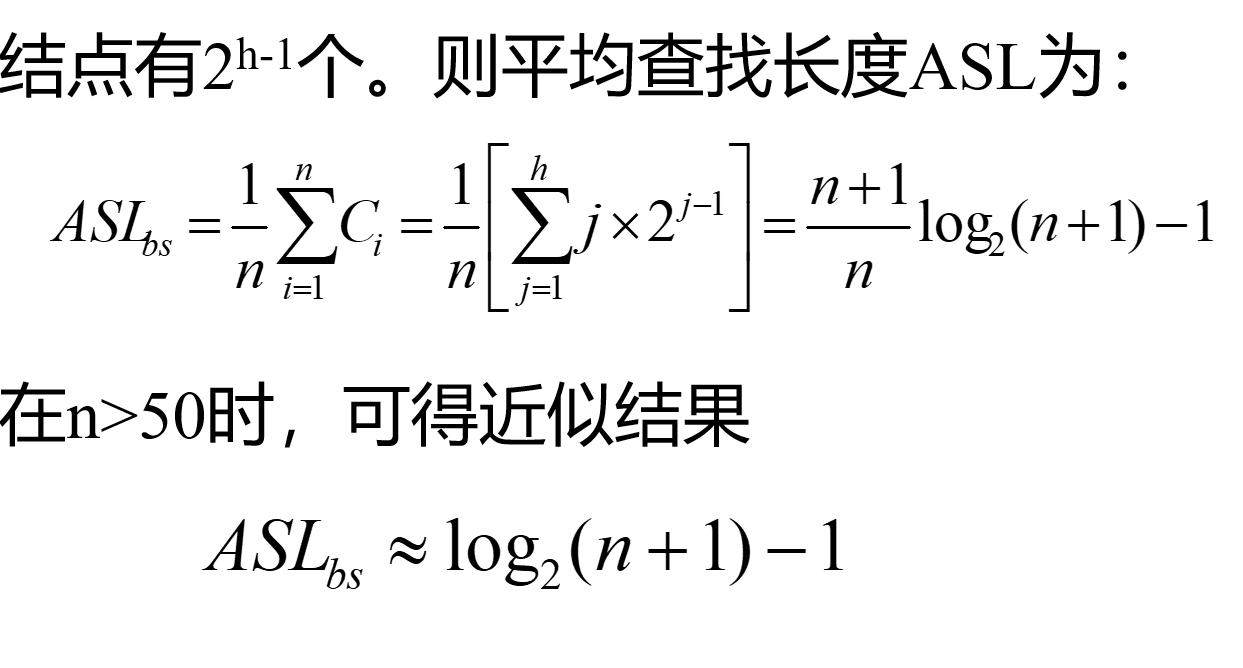 结点有2^{h-1}个。则平均查找长度ASL为：
ASL_{bs} = \frac{1}{n}\sum_{i=1}^{n} C_i = \frac{1}{n}\left[\sum_{j=1}^{h} j \times 2^{j-1}\right] = \frac{n+1}{n}\log_2(n+1) - 1
在n>50时，可得近似结果
ASL_{bs} ≈ \log_2(n+1) - 1